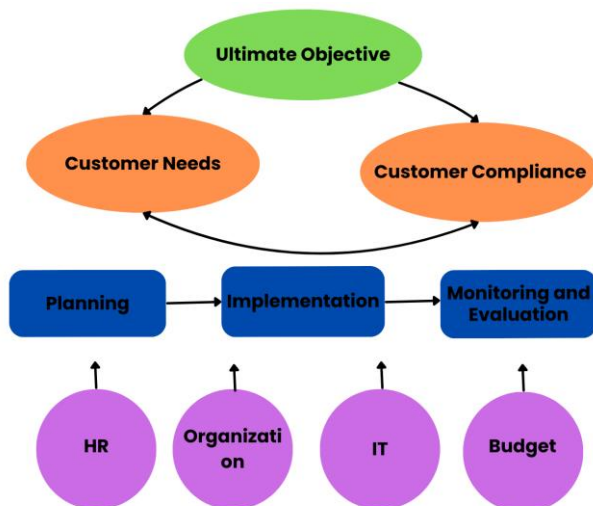 Ultimate Objective
Customer Needs
Customer Compliance
Planning
Implementation
Monitoring and
Evaluation
HR
Organizati
on
IT
Budget